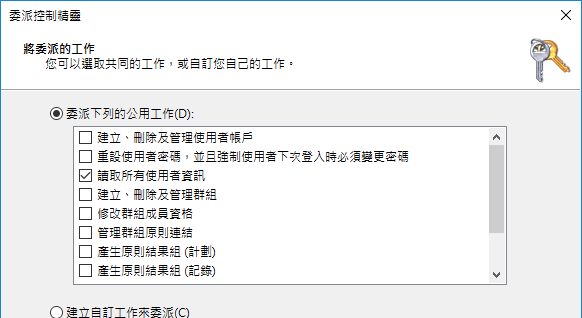 委派控制精靈
將委派的工作
您可以選取共同的工作，或自訂您自己的工作。
委派下列的公用工作(D):
建立、刪除及管理使用者帳戶
重設使用者密碼，並且強制使用者下次登入時必須變更密碼
讀取所有使用者資訊
建立、刪除及管理群組
修改群組成員資格
管理群組原則連結
產生原則結果組 (計劃)
產生原則結果組 (記錄)
建立自訂工作來委派(C)